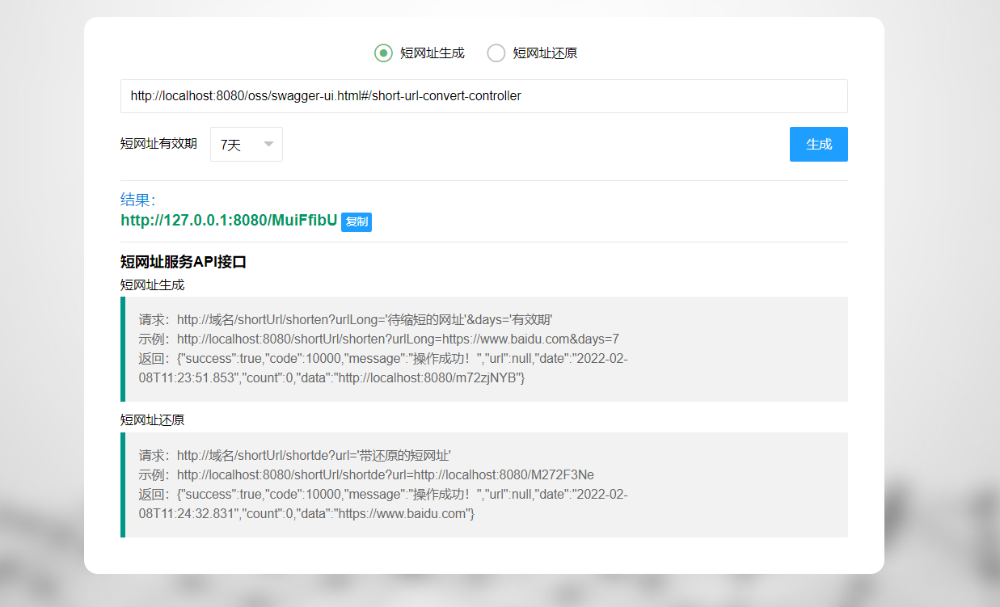 短网址生成 短网址还原
http://localhost:8080/oss/swagger-ui.html#/short-url-convert-controller
短网址有效期 7天 生成
结果：
http://127.0.0.1:8080/MuiFfibU 复制
短网址服务API接口
短网址生成
请求：http://域名/shortUrl/shorten?urlLong='待缩短的网址'&days='有效期'
示例：http://localhost:8080/shortUrl/shorten?urlLong=https://www.baidu.com&days=7
返回：{"success":true,"code":10000,"message":"操作成功！","url":null,"date":"2022-02-
08T11:23:51.853","count":0,"data":"http://localhost:8080/m72zjNYB"}
短网址还原
请求：http://域名/shortUrl/shortde?url='带还原的短网址'
示例：http://localhost:8080/shortUrl/shortde?url=http://localhost:8080/M272F3Ne
返回：{"success":true,"code":10000,"message":"操作成功！","url":null,"date":"2022-02-
08T11:24:32.831","count":0,"data":"https://www.baidu.com"}